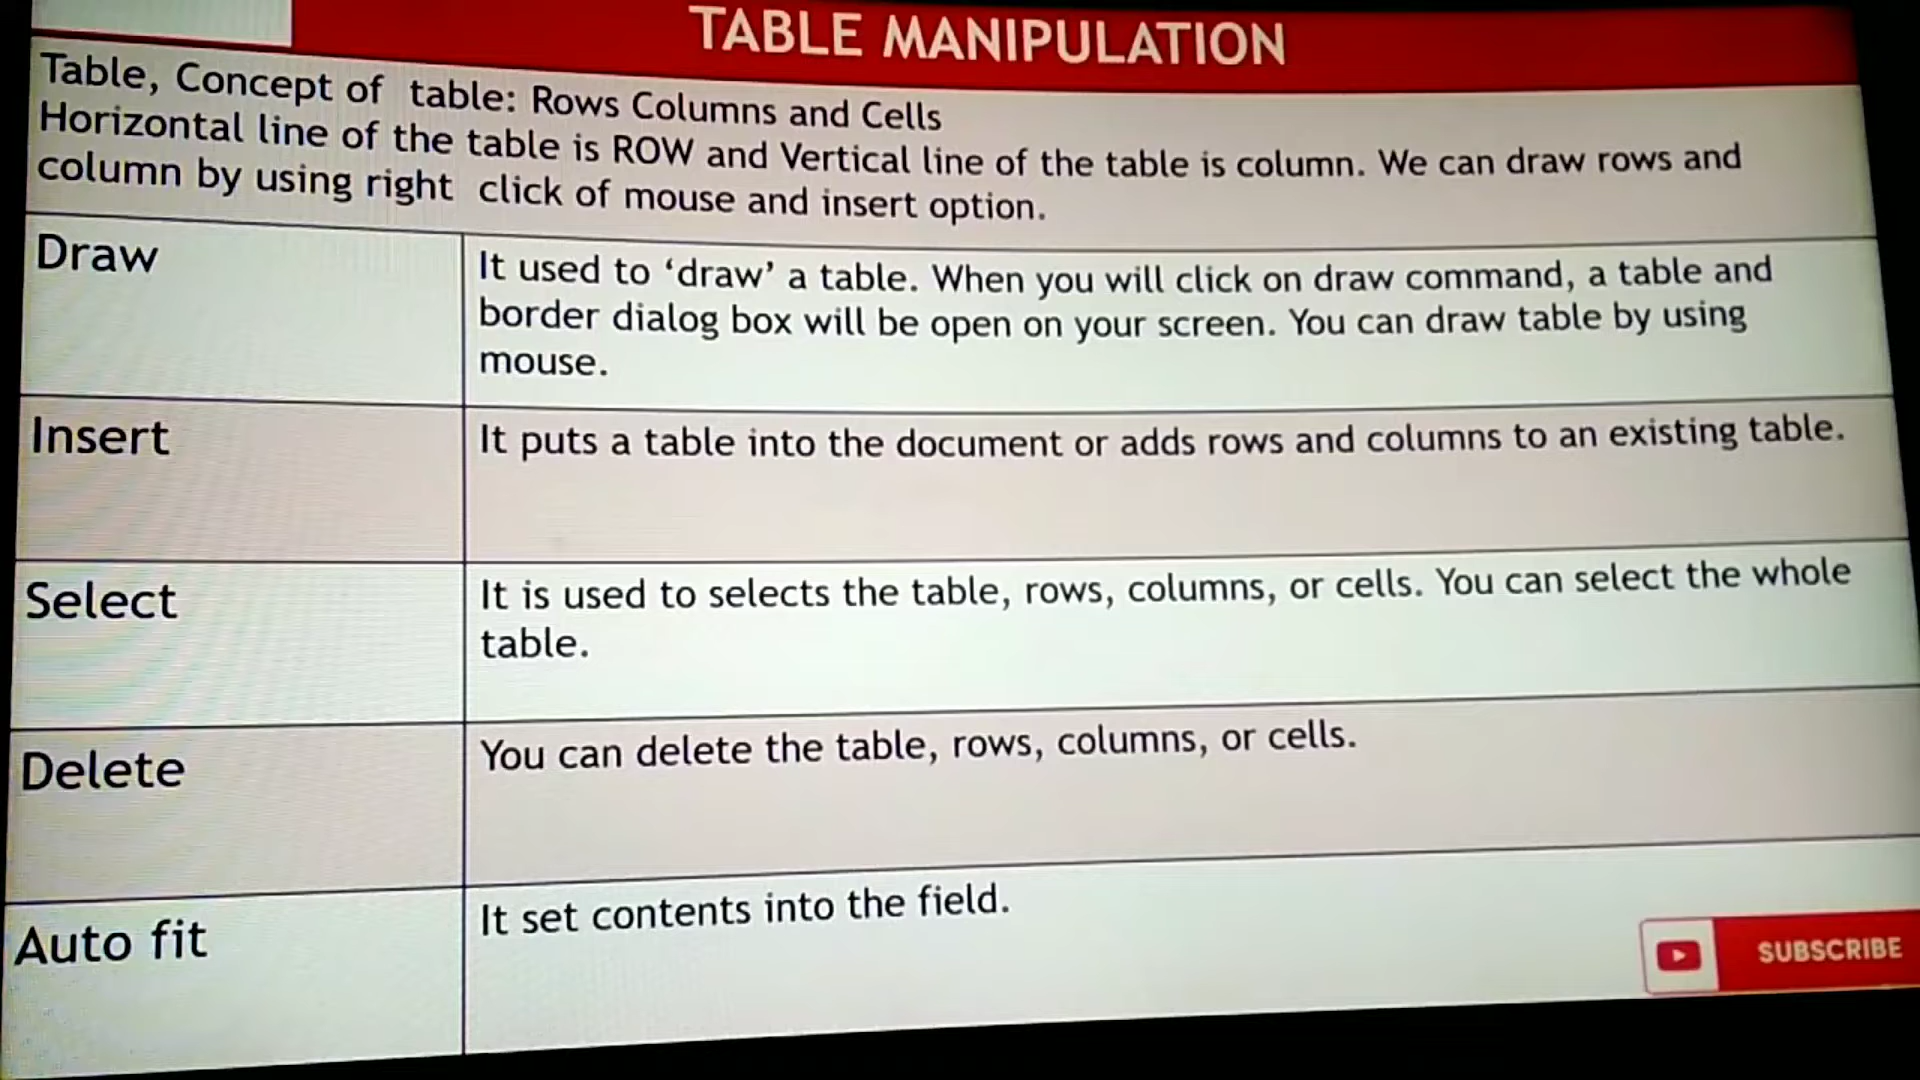 TABLE MANIPULATION
Table, Concept of table: Rows Columns and Cells
Horizontal line of the table is ROW and Vertical line of the table is column. We can draw rows and
column by using right click of mouse and insert option.
Draw
It used to ‘draw’ a table. When you will click on draw command, a table and
border dialog box will be open on your screen. You can draw table by using
mouse.
Insert
It puts a table into the document or adds rows and columns to an existing table.
Select
It is used to selects the table, rows, columns, or cells. You can select the whole
table.
Delete
You can delete the table, rows, columns, or cells.
Auto fit
It set contents into the field.
SUBSCRIBE